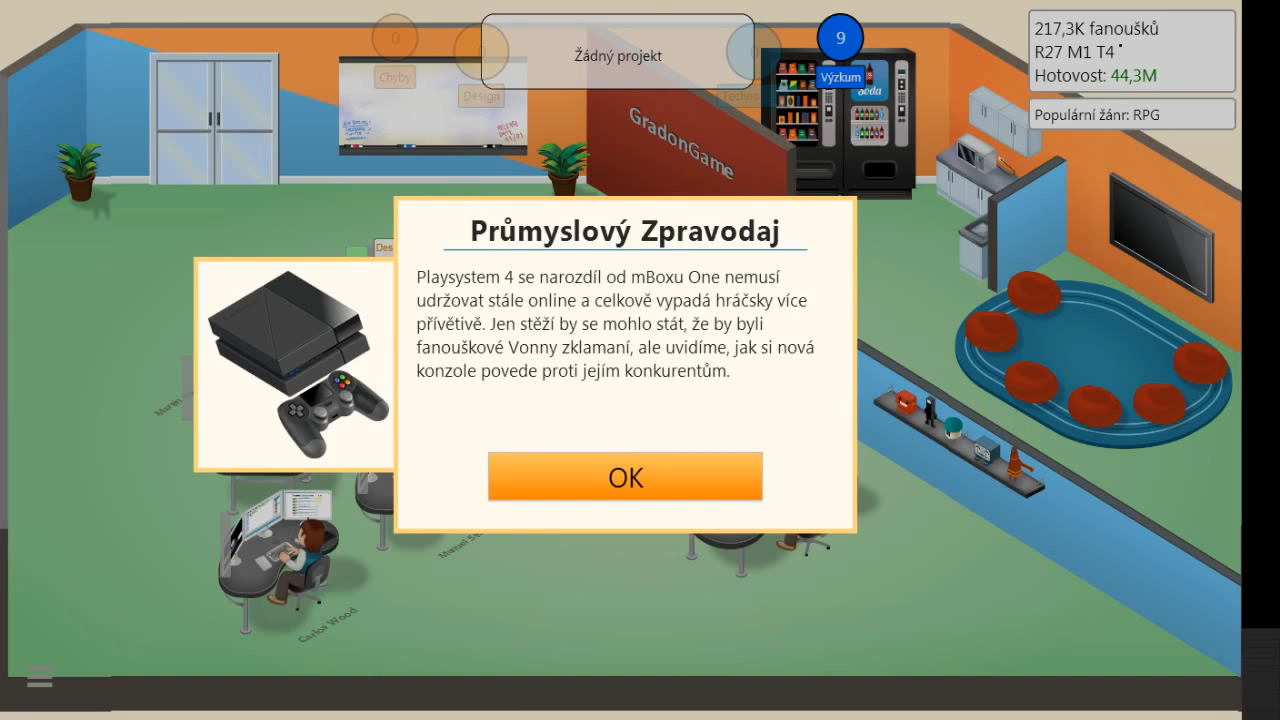 0
Chyby
Design
Žádný projekt
9
Výzkum
217,3K fanoušků
R27 M1 T4
Hotovost: 44,3M
Populární žánr: RPG
Soda
GradonGame
Průmyslový Zpravodaj
Playsystem 4 se narozdíl od mBoxu One nemusí
udržovat stále online a celkově vypadá hráčsky více
přívětivě. Jen stěží by se mohlo stát, že by byli
fanouškové Vonny zklamaní, ale uvidíme, jak si nová
konzole povede proti jejím konkurentům.
OK
Carlos Wood